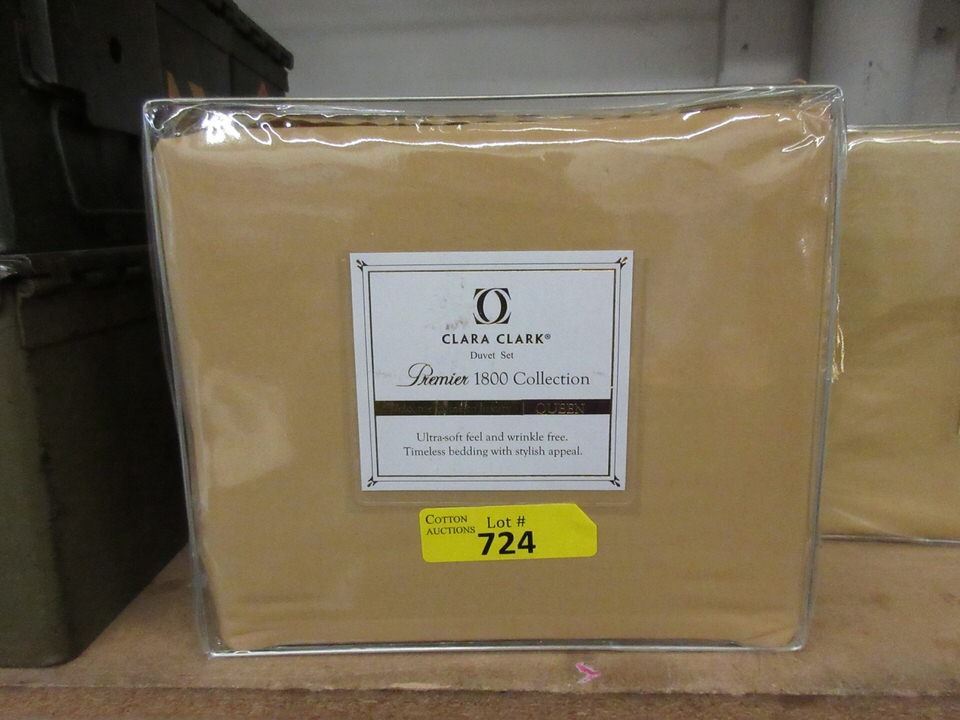 CLARA CLARK®
Duvet Set
Premier 1800 Collection
QUEEN
Ultra-soft feel and wrinkle free.
Timeless bedding with stylish appeal.
COTTON AUCTIONS
Lot #
724